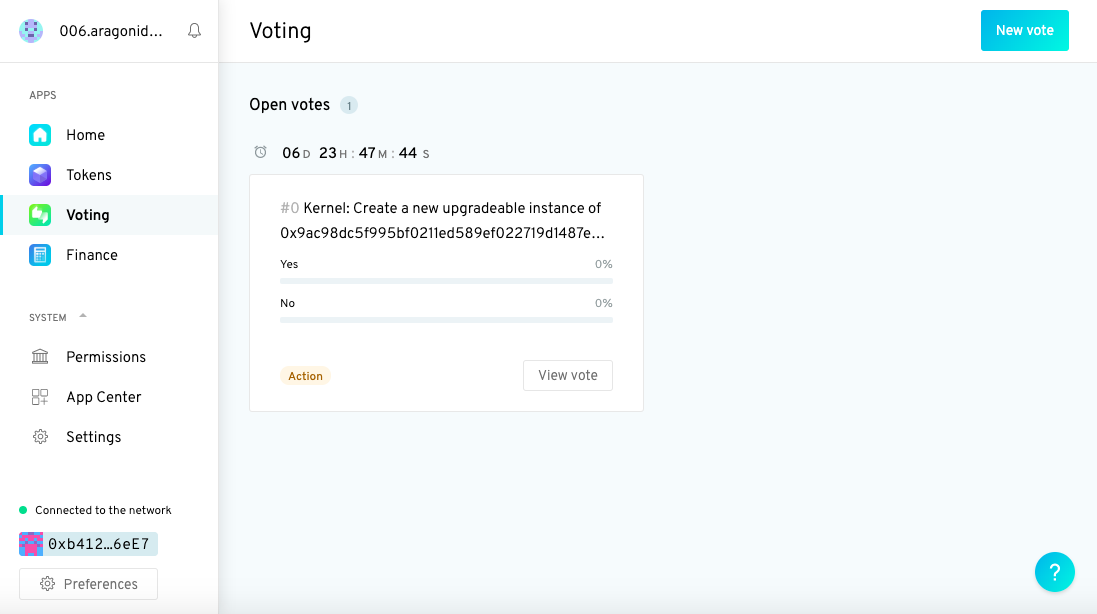 006.aragonid...
Voting
New vote
APPS
Home
Tokens
Voting
Finance
SYSTEM
Permissions
App Center
Settings
Connected to the network
0xb412…6eE7
Preferences
Open votes 1
06 D 23 H : 47 M : 44 S
#0 Kernel: Create a new upgradeable instance of
0x9ac98dc5f995bf0211ed589ef022719d1487e...
Yes 0%
No 0%
Action
View vote
?